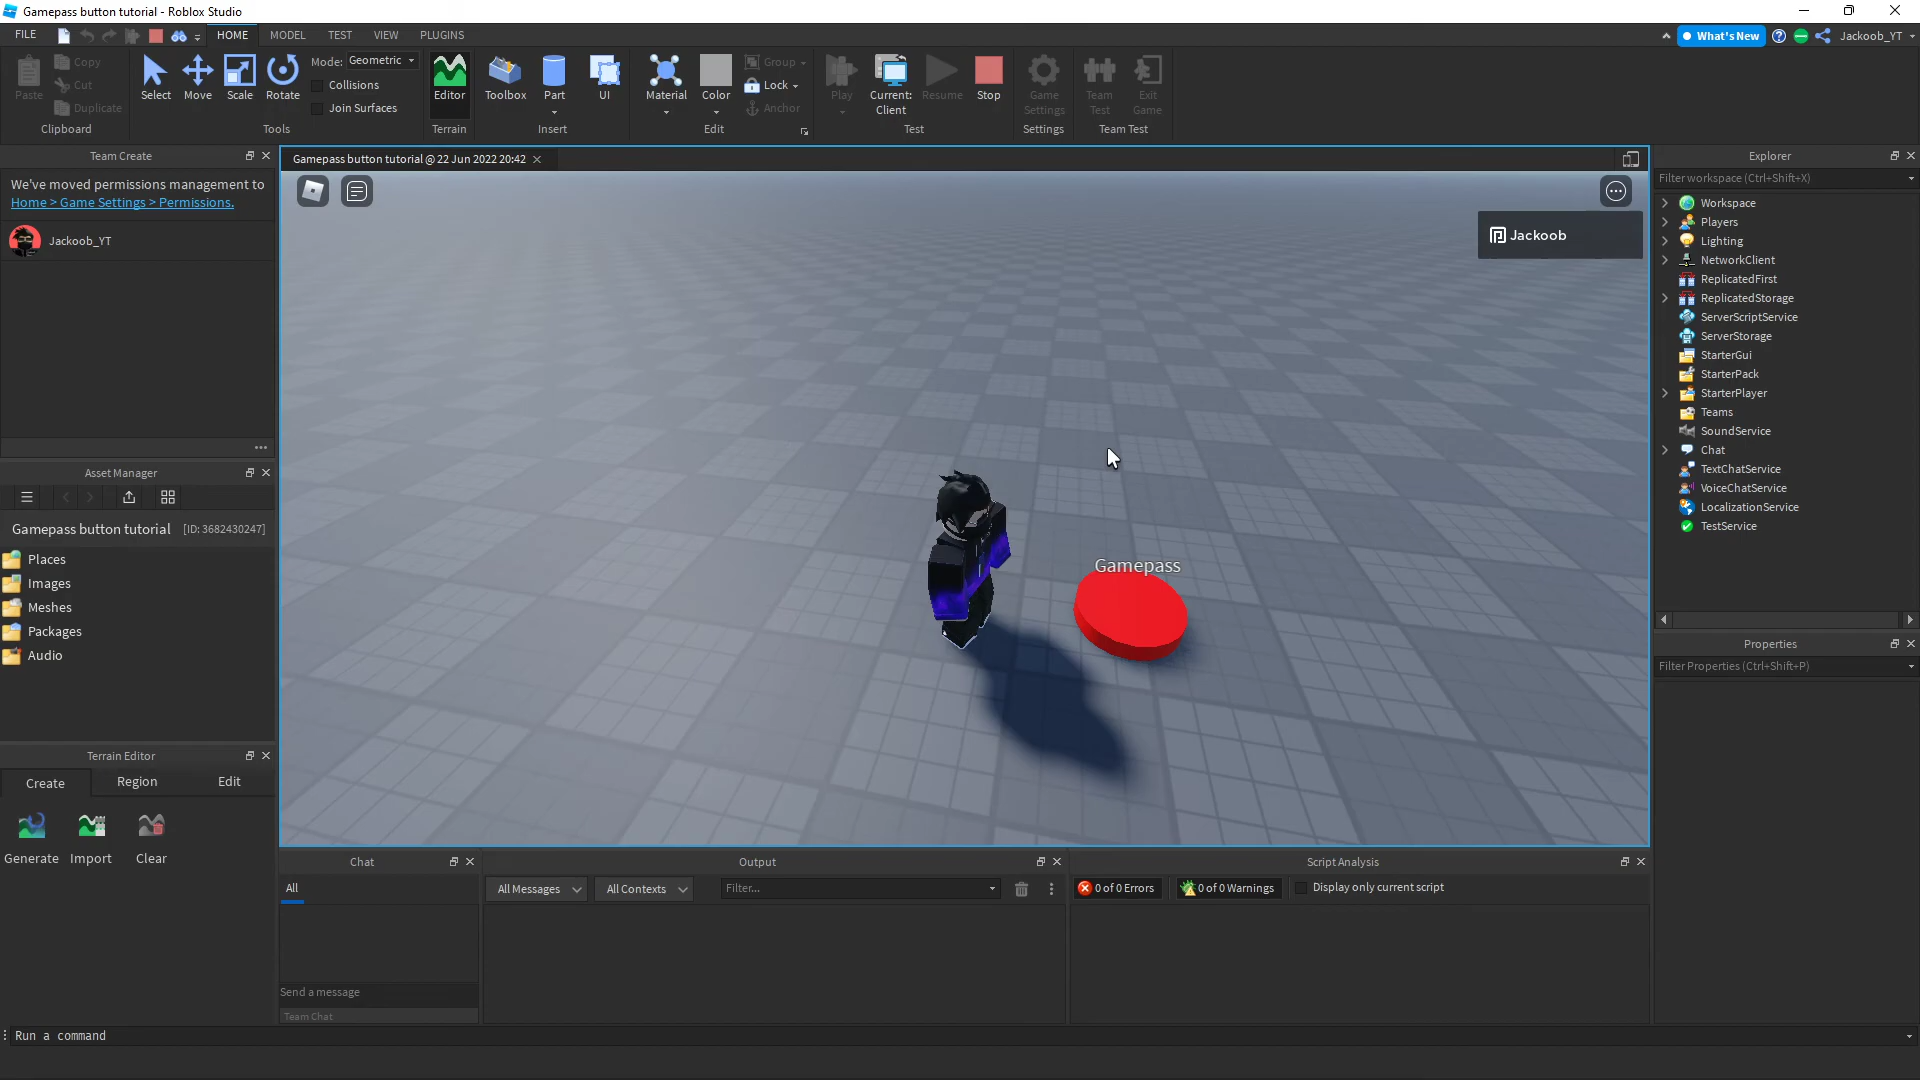 Gamepass button tutorial - Roblox Studio
FILE
HOME
MODEL
TEST
VIEW
PLUGINS
What's New
Jackoob_YT
Paste
Copy
Cut
Duplicate
Clipboard
Select
Move
Scale
Rotate
Mode: Geometric
Collisions
Join Surfaces
Tools
Editor
Terrain
Toolbox
Part
UI
Insert
Material
Color
Group
Lock
Anchor
Edit
Play
Current:
Client
Resume
Stop
Test
Game
Settings
Settings
Team
Test
Exit
Game
Team Test
Team Create
We've moved permissions management to
Home > Game Settings > Permissions.
Jackoob_YT
Asset Manager
Gamepass button tutorial [ID: 3682430247]
Places
Images
Meshes
Packages
Audio
Terrain Editor
Create
Region
Edit
Generate
Import
Clear
Gamepass button tutorial @ 22 Jun 2022 20:42
Jackoob
Gamepass
Chat
All
Send a message
Team Chat
Output
All Messages
All Contexts
Filter...
Script Analysis
0 of 0 Errors
0 of 0 Warnings
Display only current script
Explorer
Filter workspace (Ctrl+Shift+X)
Workspace
Players
Lighting
NetworkClient
ReplicatedFirst
ReplicatedStorage
ServerScriptService
ServerStorage
StarterGui
StarterPack
StarterPlayer
Teams
SoundService
Chat
TextChatService
VoiceChatService
LocalizationService
TestService
Properties
Filter Properties (Ctrl+Shift+P)
Run a command